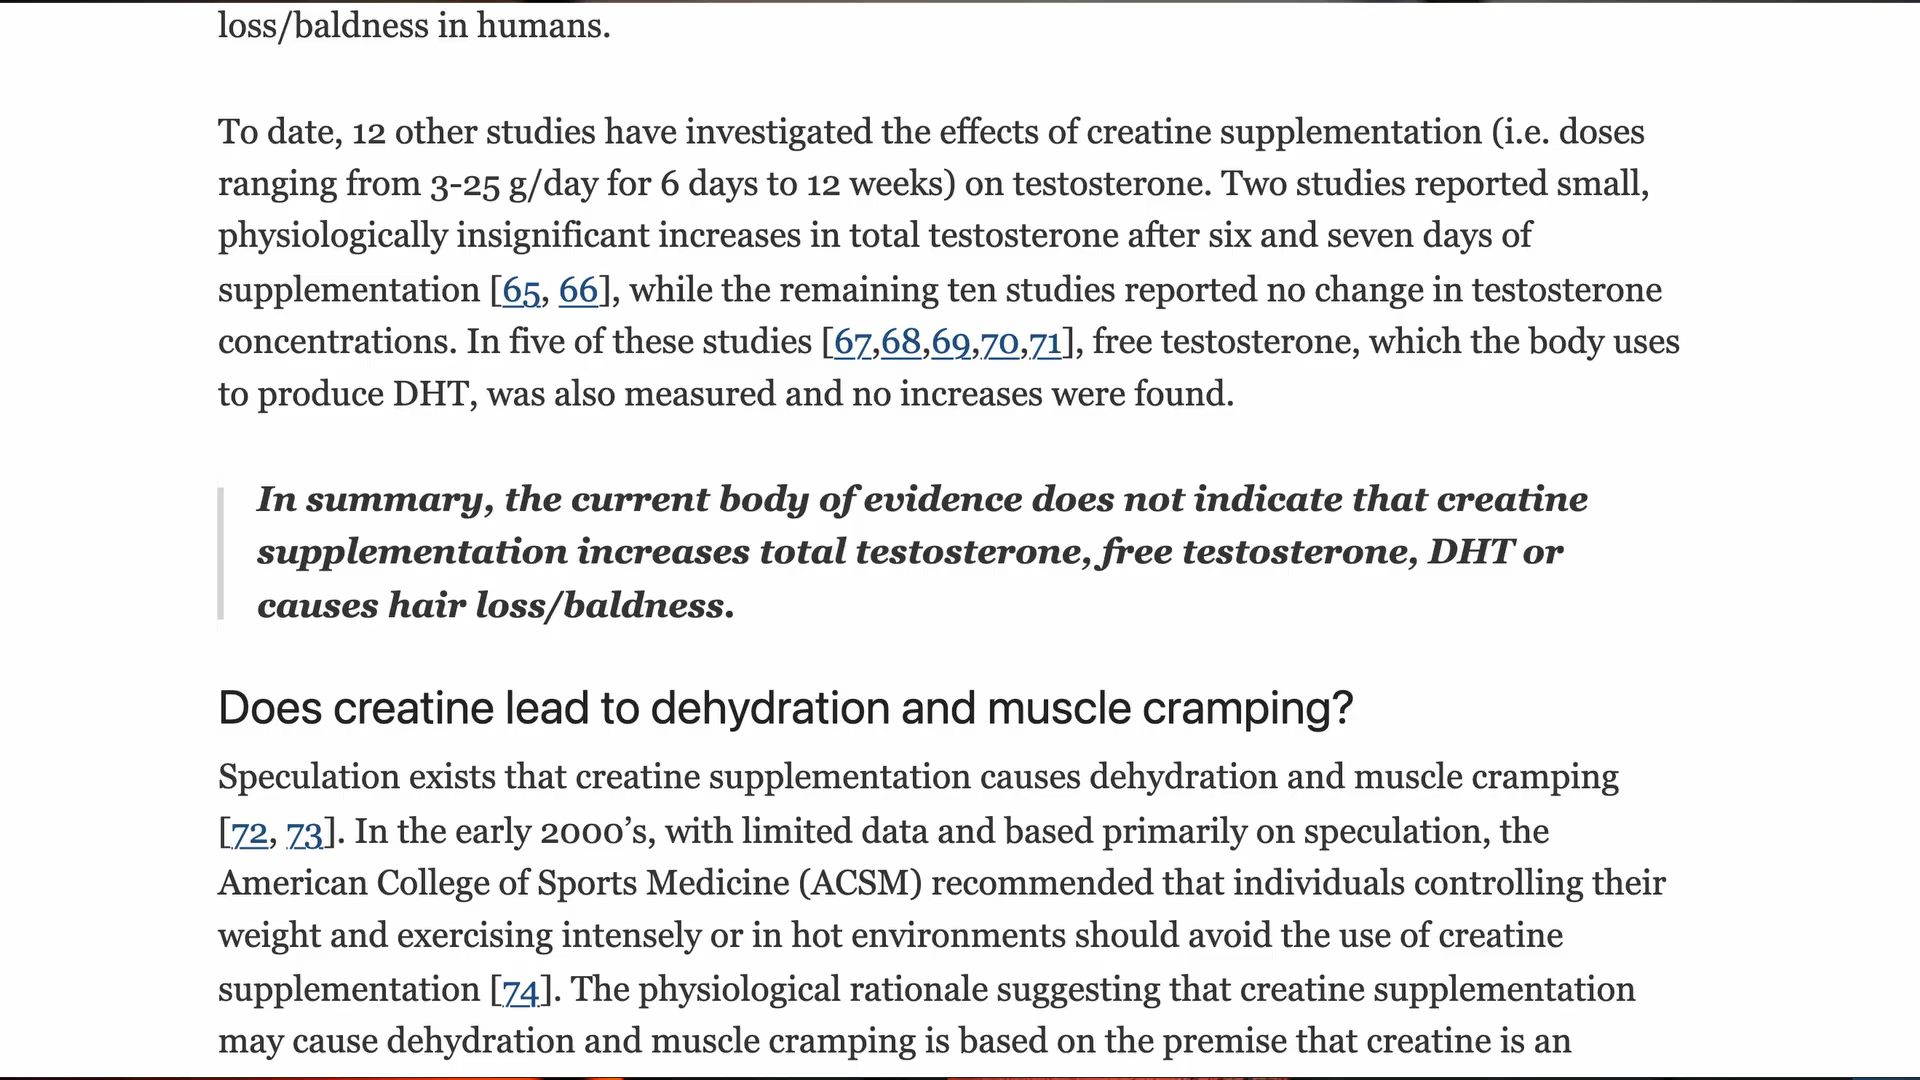 loss/baldness in humans.
To date, 12 other studies have investigated the effects of creatine supplementation (i.e. doses
ranging from 3-25 g/day for 6 days to 12 weeks) on testosterone. Two studies reported small,
physiologically insignificant increases in total testosterone after six and seven days of
supplementation [65, 66], while the remaining ten studies reported no change in testosterone
concentrations. In five of these studies [67,68,69,70,71], free testosterone, which the body uses
to produce DHT, was also measured and no increases were found.
In summary, the current body of evidence does not indicate that creatine
supplementation increases total testosterone, free testosterone, DHT or
causes hair loss/baldness.
Does creatine lead to dehydration and muscle cramping?
Speculation exists that creatine supplementation causes dehydration and muscle cramping
[72, 73]. In the early 2000’s, with limited data and based primarily on speculation, the
American College of Sports Medicine (ACSM) recommended that individuals controlling their
weight and exercising intensely or in hot environments should avoid the use of creatine
supplementation [74]. The physiological rationale suggesting that creatine supplementation
may cause dehydration and muscle cramping is based on the premise that creatine is an